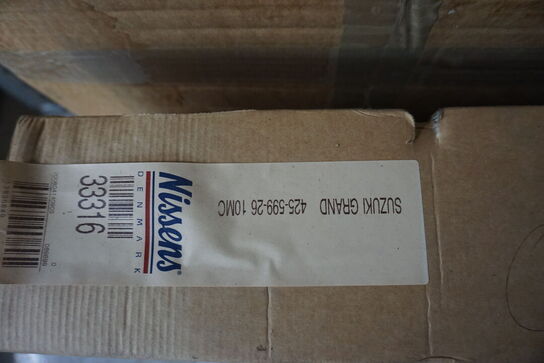 Nissens®
DENMARK
33316
SUZUKI GRAND
425-599-26 10MC